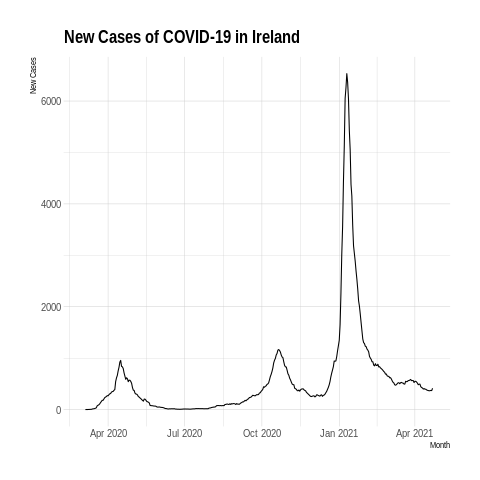 New Cases of COVID-19 in Ireland
New Cases
6000
4000
2000
0
Apr 2020 Jul 2020 Oct 2020 Jan 2021 Apr 2021
Month